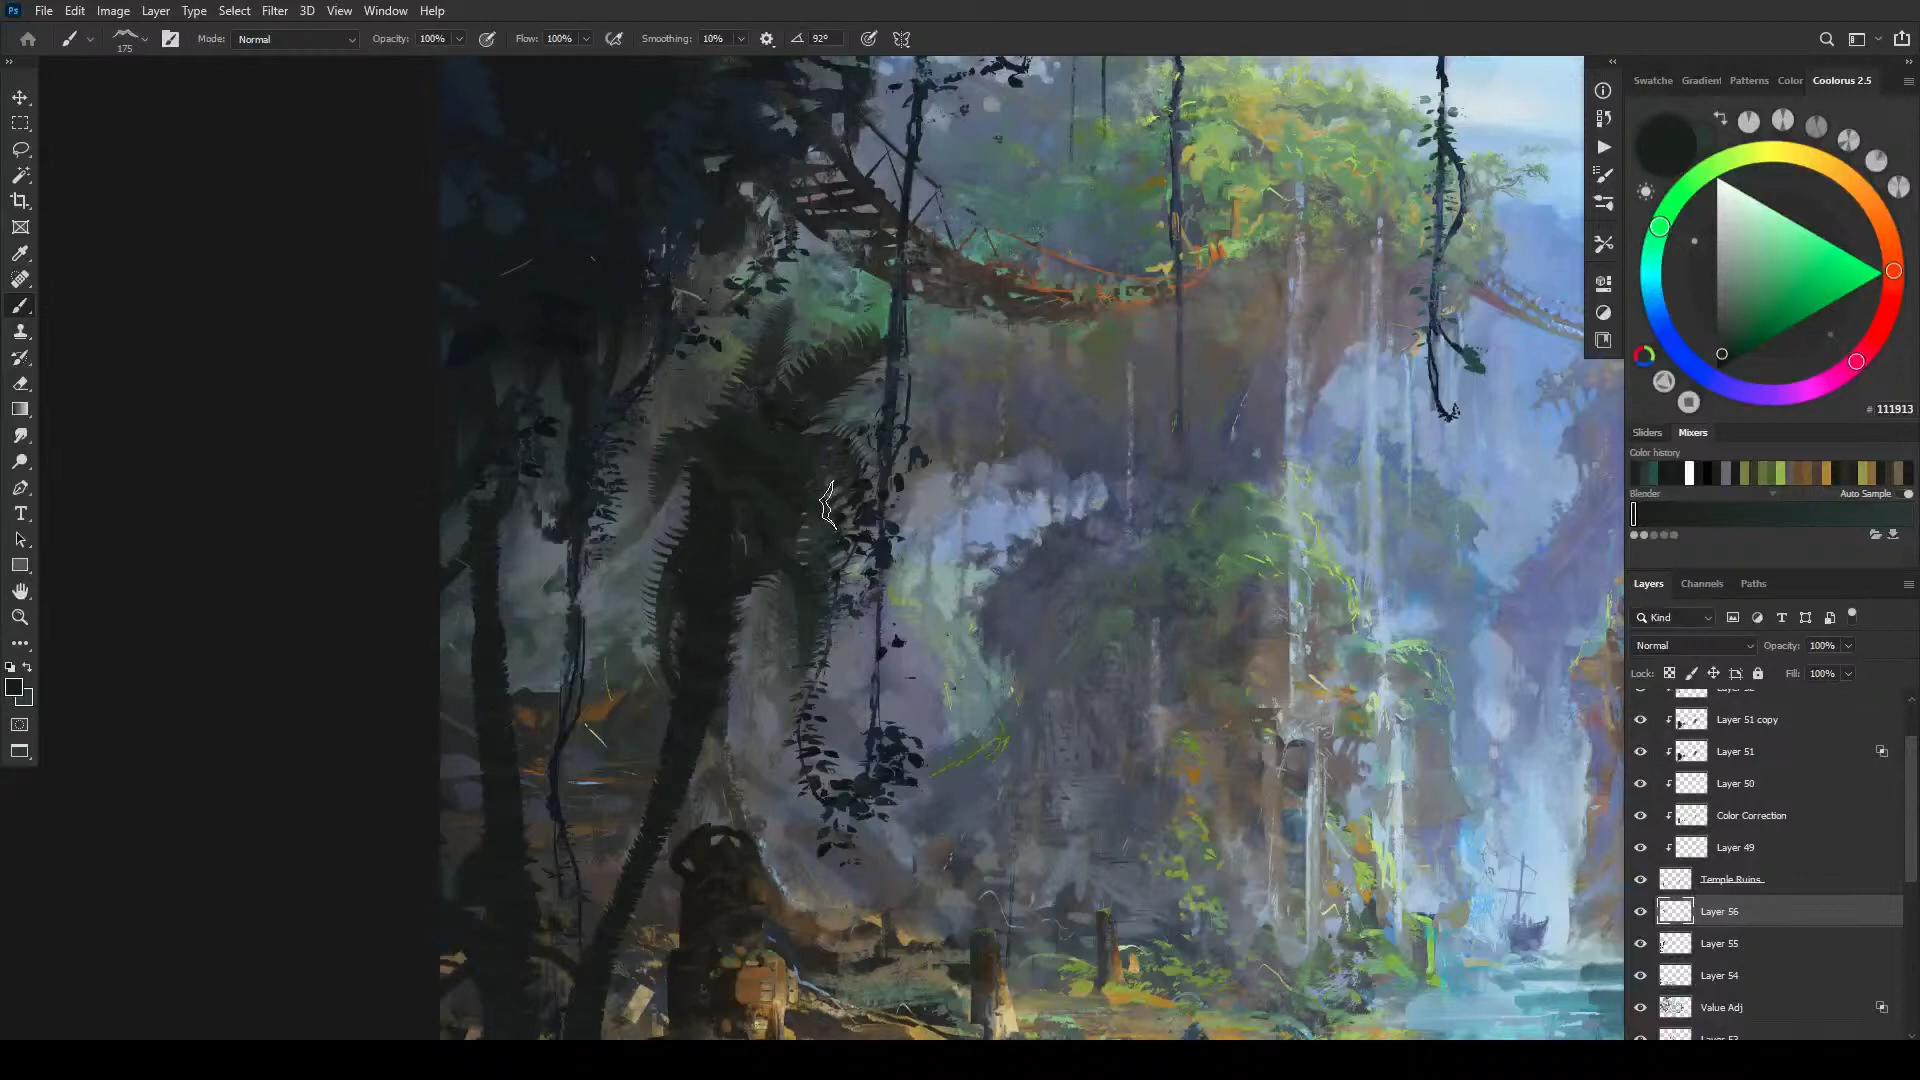 Ps File Edit Image Layer Type Select Filter 3D View Window Help
175 Mode: Normal Opacity: 100% Flow: 100% Smoothing: 10% 92°
Swatche Gradient Patterns Color Coolorus 2.5
# 111913
Sliders Mixers
Color history
Blender Auto Sample
Layers Channels Paths
Kind
Normal Opacity: 100%
Lock: Fill: 100%
Layer 51 copy
Layer 51
Layer 50
Color Correction
Layer 49
Temple Ruins
Layer 56
Layer 55
Layer 54
Value Adj